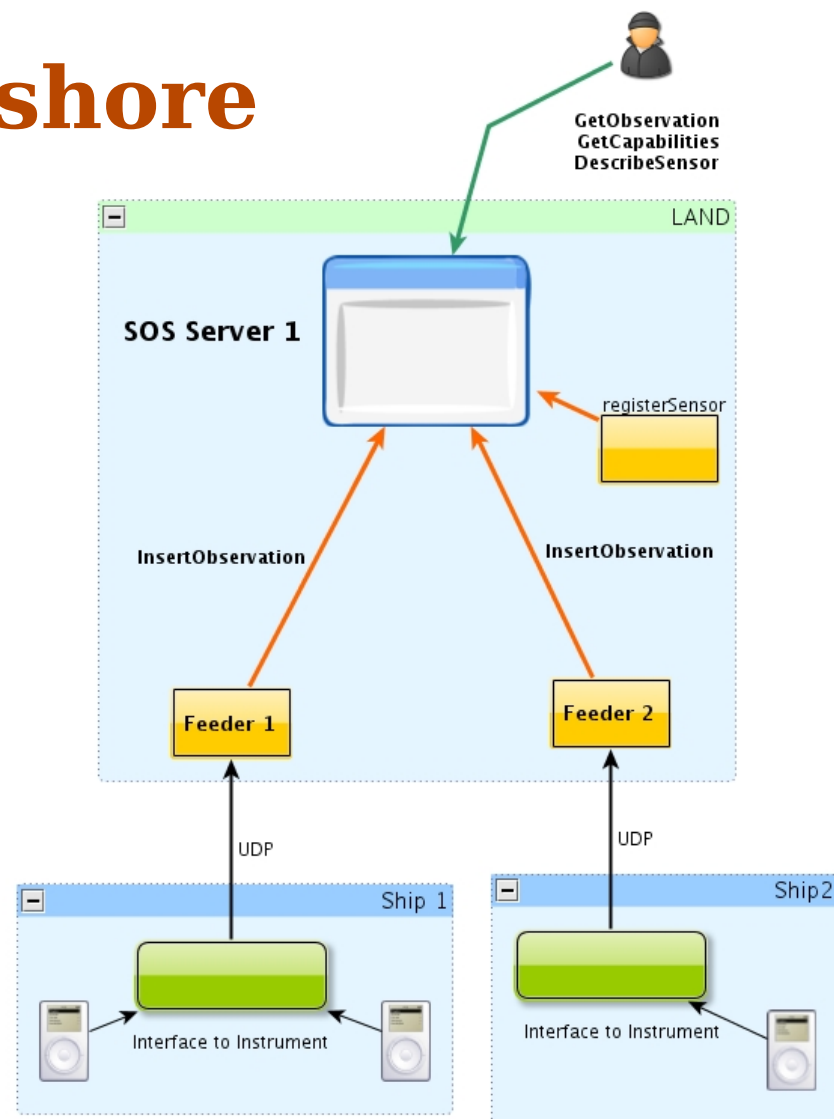 shore
GetObservation
GetCapabilities
DescribeSensor
LAND
SOS Server 1
registerSensor
InsertObservation
InsertObservation
Feeder 1
Feeder 2
UDP
UDP
Ship 1
Ship2
Interface to Instrument
Interface to Instrument